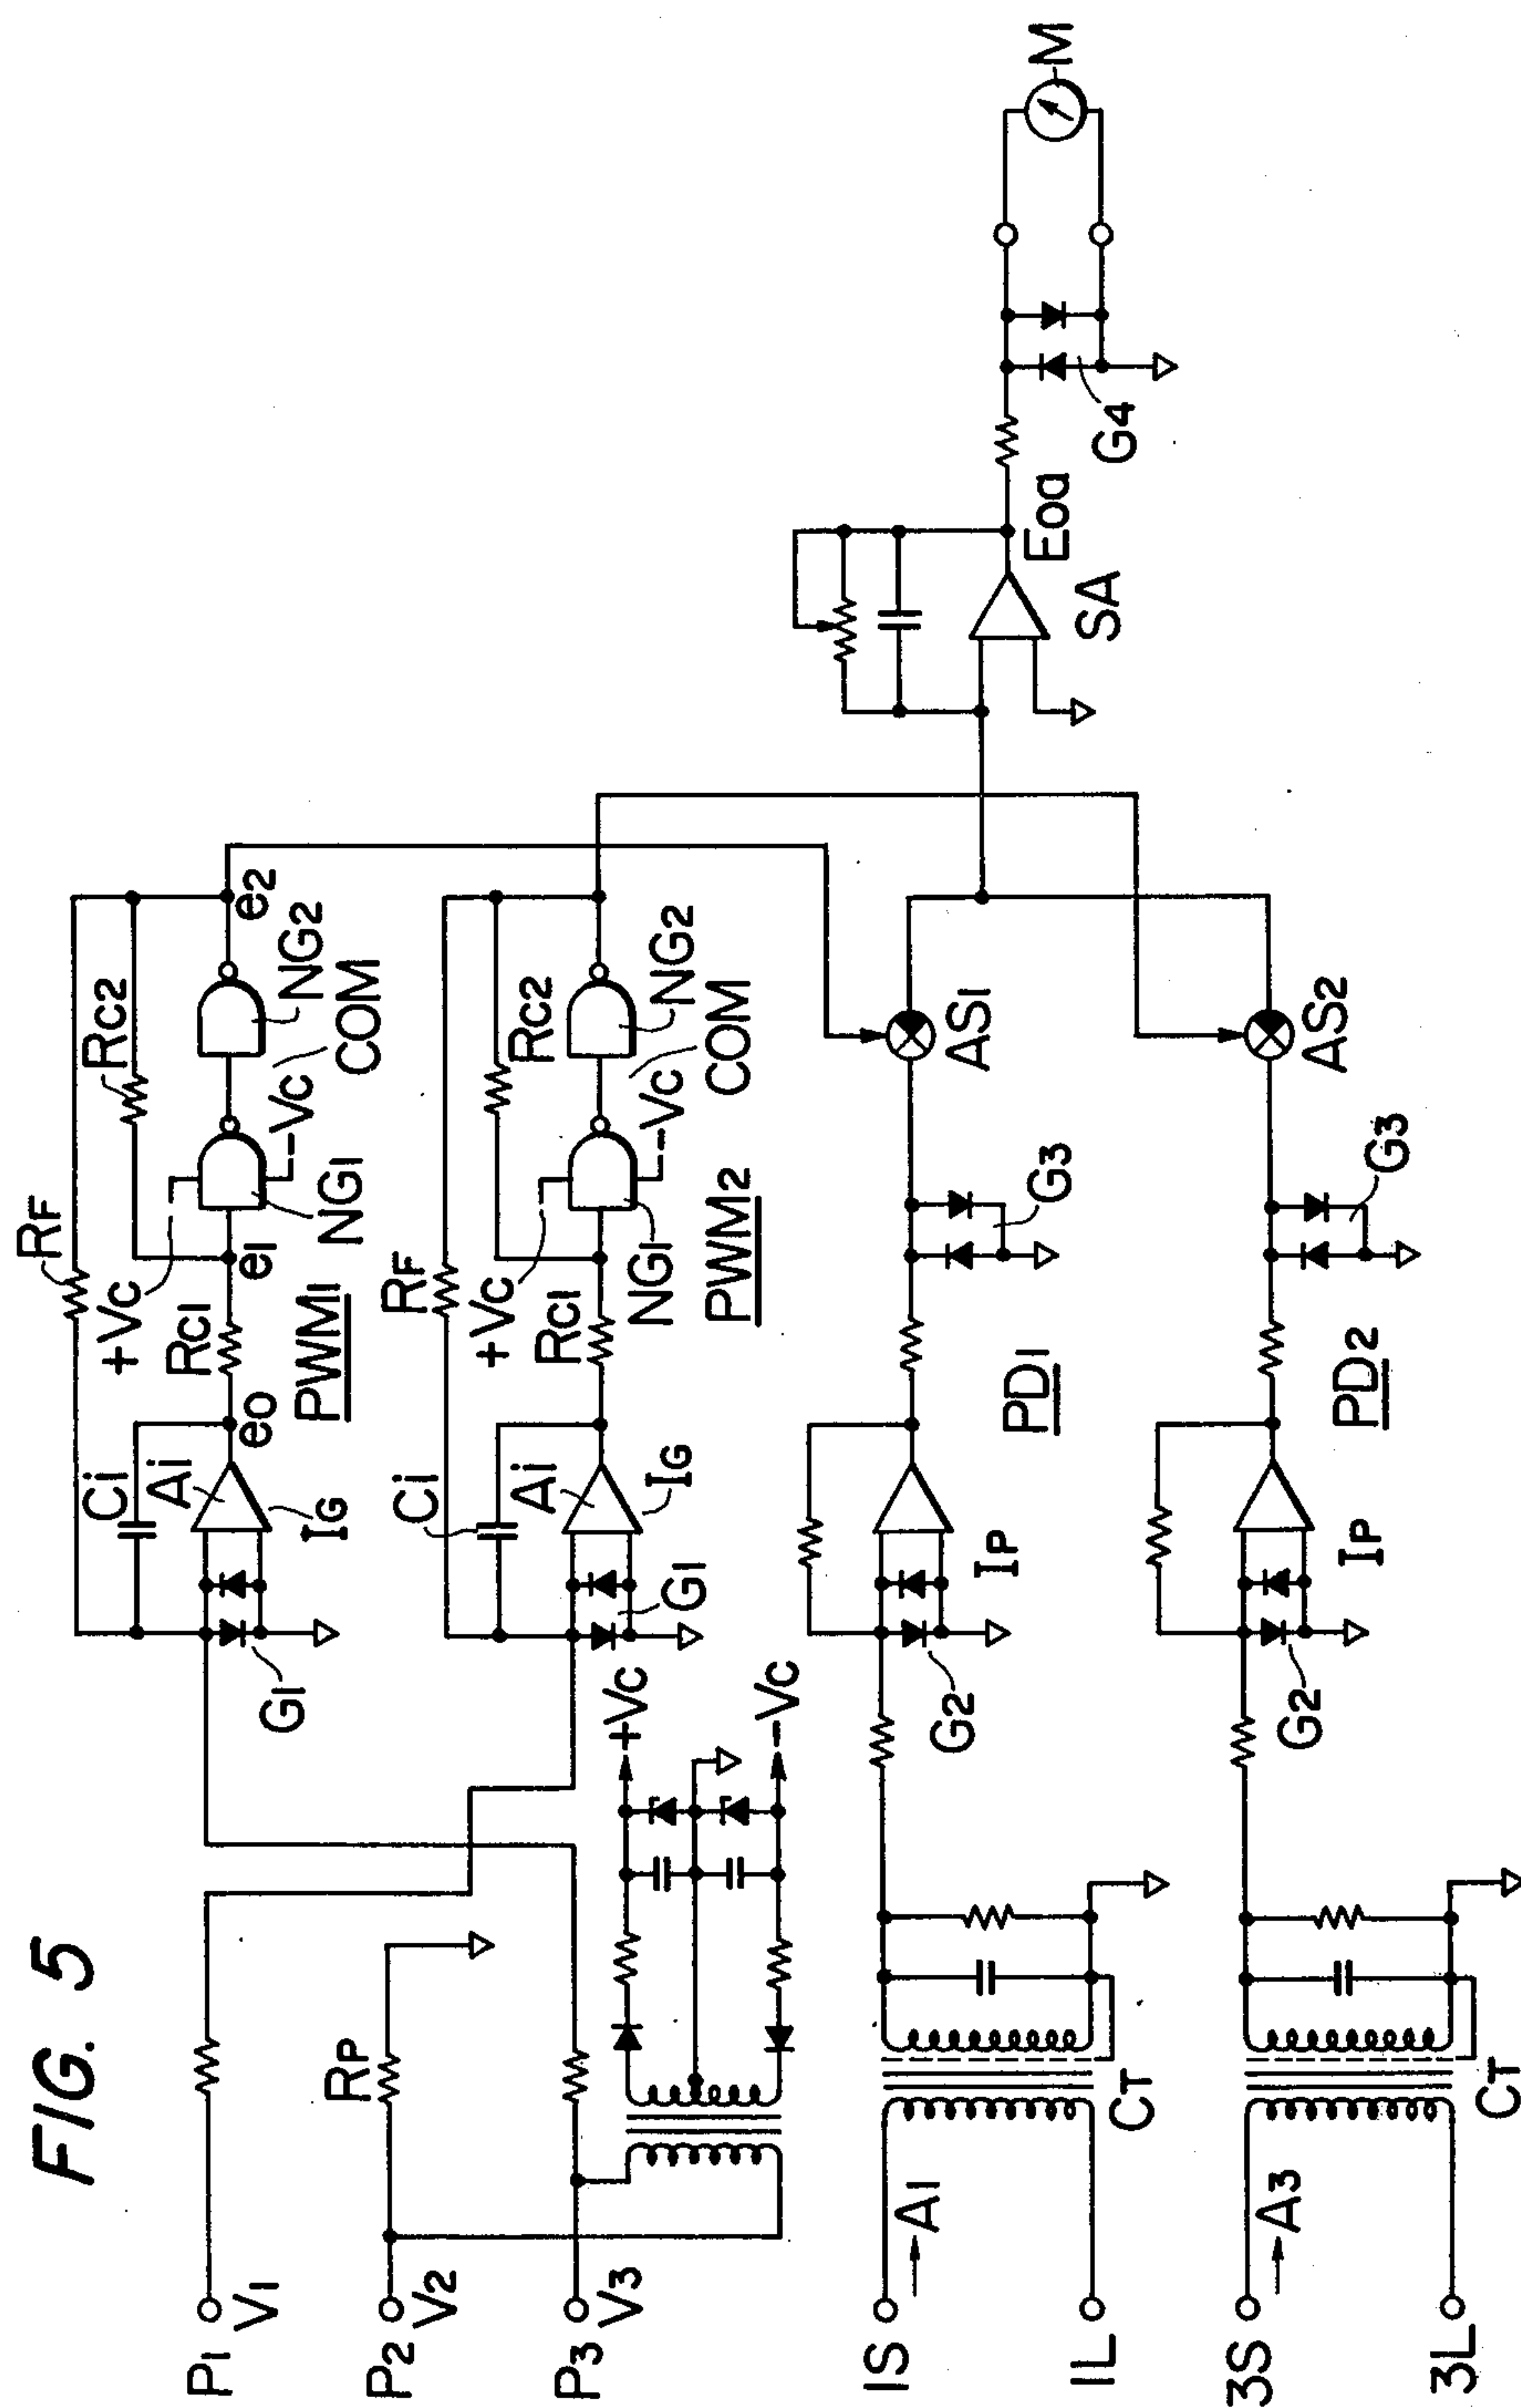 FIG. 5
P1
V1
P2
V2
RP
P3
V3
+Vc
-Vc
G1
Ci
Ai
IG
e0
RF
+Vc
RC1
PWM1
e1
NG1
-Vc
RC2
COM
NG2
e2
G1
Ci
Ai
IG
RF
+Vc
RC1
NG1
PWM2
-Vc
RC2
COM
NG2
1S
A1
1L
CT
G2
IP
PD1
G3
AS1
3S
A3
3L
CT
G2
IP
PD2
G3
AS2
SA
Eoa
G4
M